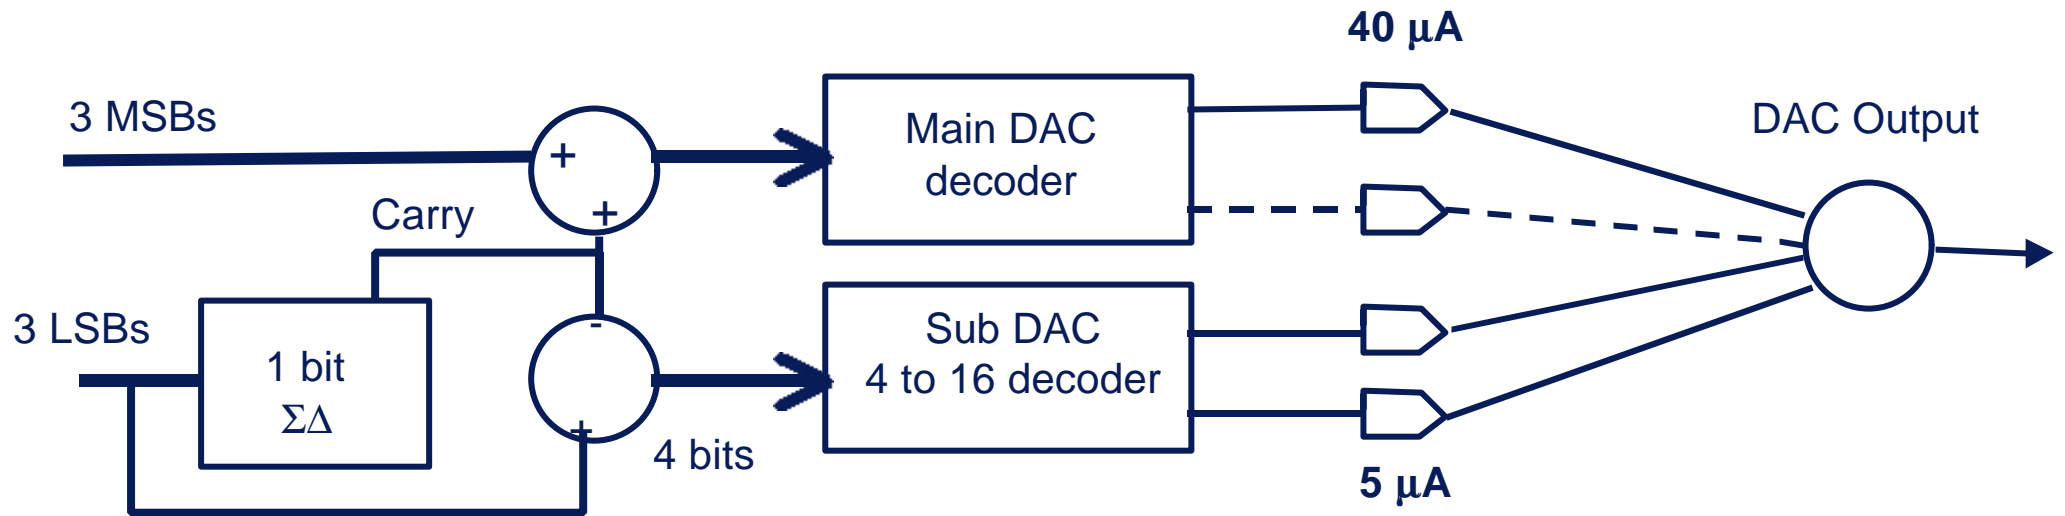 40 μA
3 MSBs
+
+
Carry
Main DAC
decoder
DAC Output
3 LSBs
1 bit
ΣΔ
-
+
4 bits
Sub DAC
4 to 16 decoder
5 μA